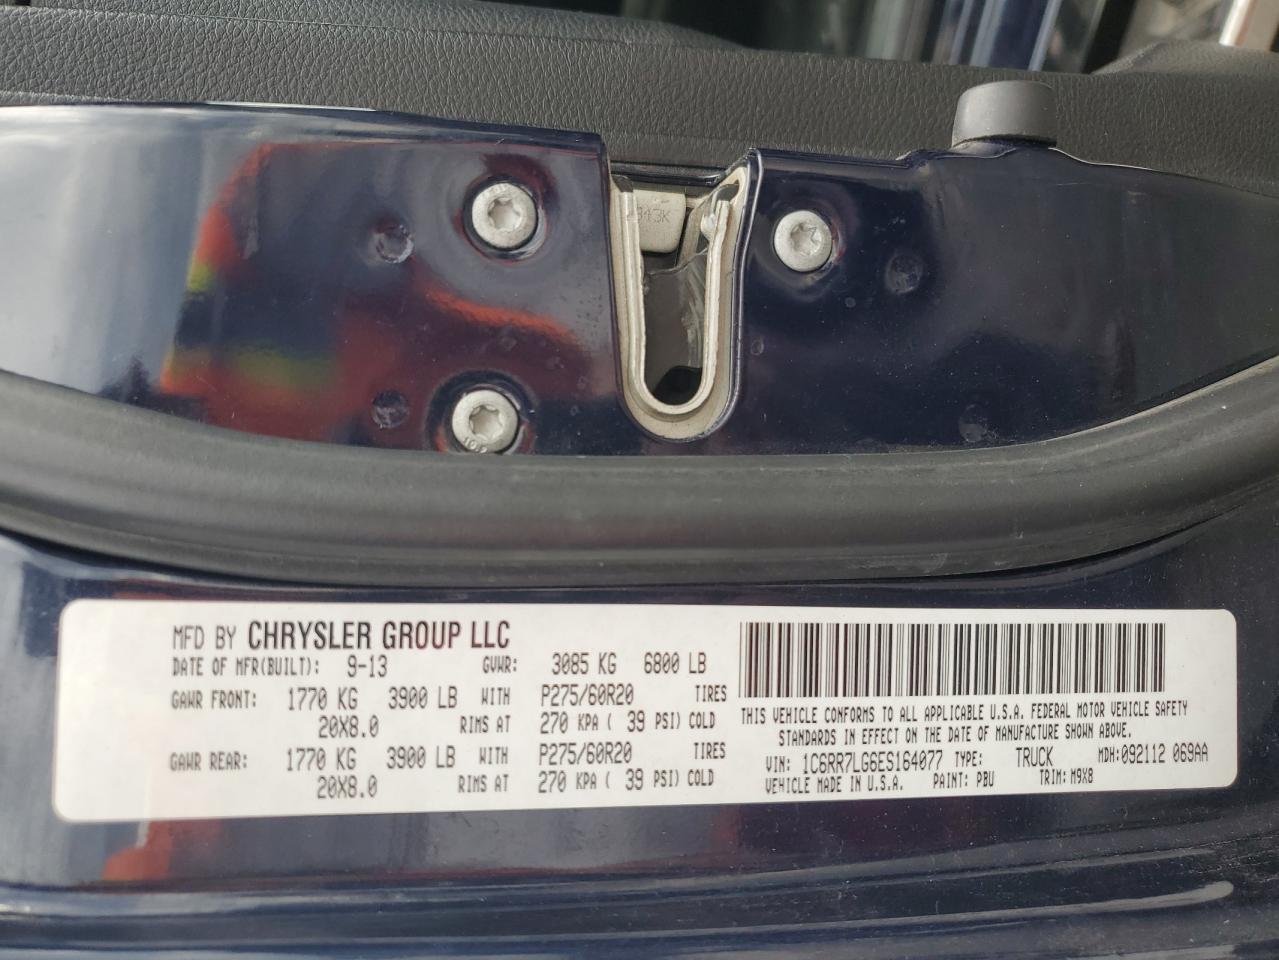 343K
10.9
MFD BY CHRYSLER GROUP LLC
DATE OF MFR(BUILT): 9-13 GVWR: 3085 KG 6800 LB
GAWR FRONT: 1770 KG 3900 LB WITH P275/60R20 TIRES
20X8.0 RIMS AT 270 KPA ( 39 PSI) COLD
GAWR REAR: 1770 KG 3900 LB WITH P275/60R20 TIRES
20X8.0 RIMS AT 270 KPA ( 39 PSI) COLD
THIS VEHICLE CONFORMS TO ALL APPLICABLE U.S.A. FEDERAL MOTOR VEHICLE SAFETY
STANDARDS IN EFFECT ON THE DATE OF MANUFACTURE SHOWN ABOVE.
VIN: 1C6RR7LG6ES164077 TYPE: TRUCK MDH:092112 069AA
VEHICLE MADE IN U.S.A. PAINT: PBU TRIM: M9X8